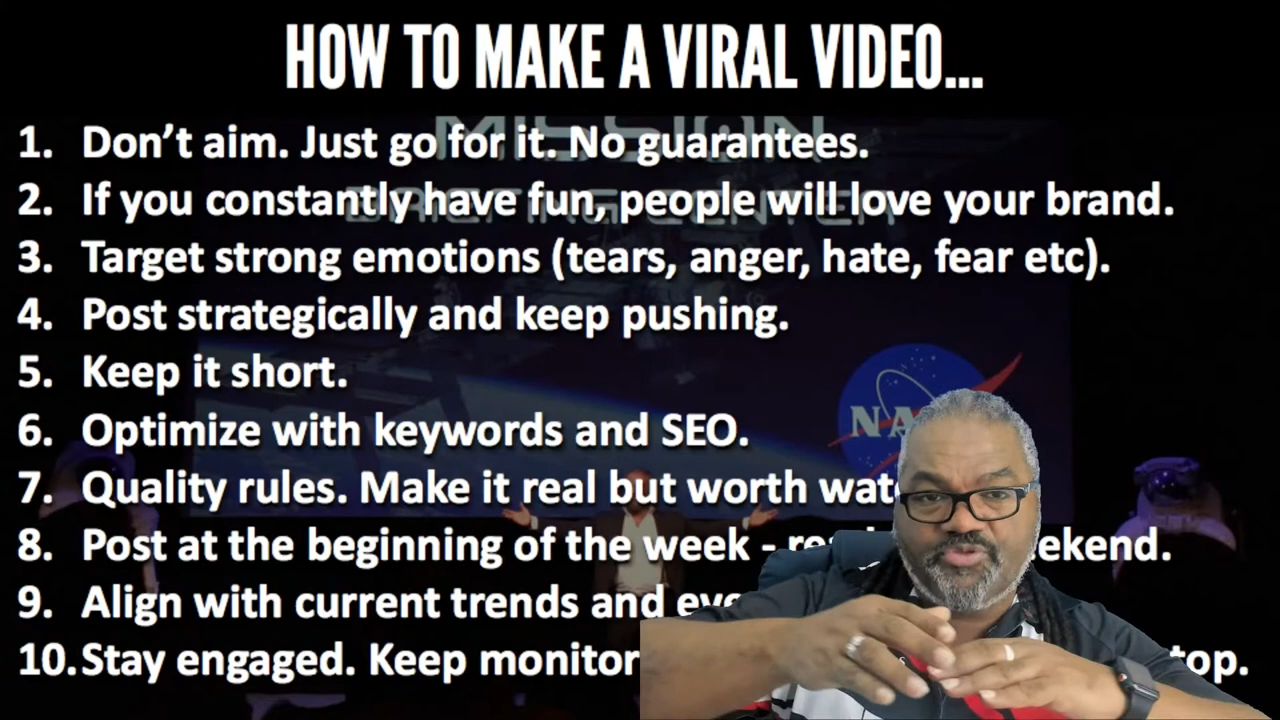 HOW TO MAKE A VIRAL VIDEO...
MISSION
BRIEFING CENTER
1. Don’t aim. Just go for it. No guarantees.
2. If you constantly have fun, people will love your brand.
3. Target strong emotions (tears, anger, hate, fear etc).
4. Post strategically and keep pushing.
5. Keep it short.
6. Optimize with keywords and SEO.
7. Quality rules. Make it real but worth
8. Post at the beginning of the week -
9. Align with current trends and
10. Stay engaged. Keep